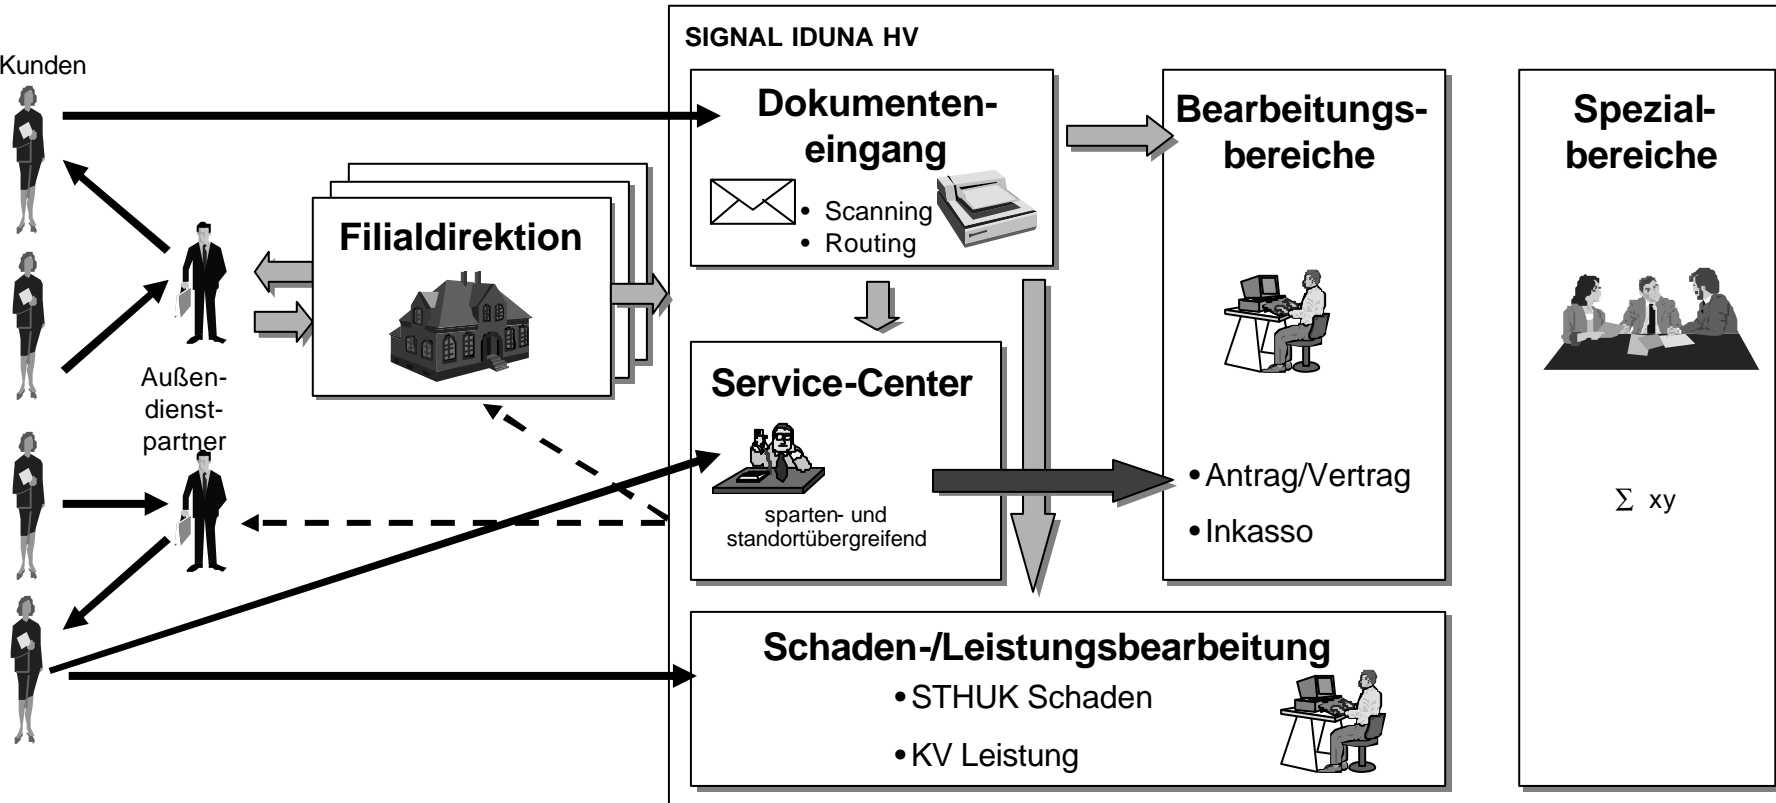 SIGNAL IDUNA HV
Kunden
Dokumenten-
eingang
• Scanning
• Routing
Bearbeitungs-
bereiche
• Antrag/Vertrag
• Inkasso
Spezial-
bereiche
∑ xy
Filialdirektion
Außen-
dienst-
partner
Service-Center
sparten- und
standortübergreifend
Schaden-/Leistungsbearbeitung
• STHUK Schaden
• KV Leistung